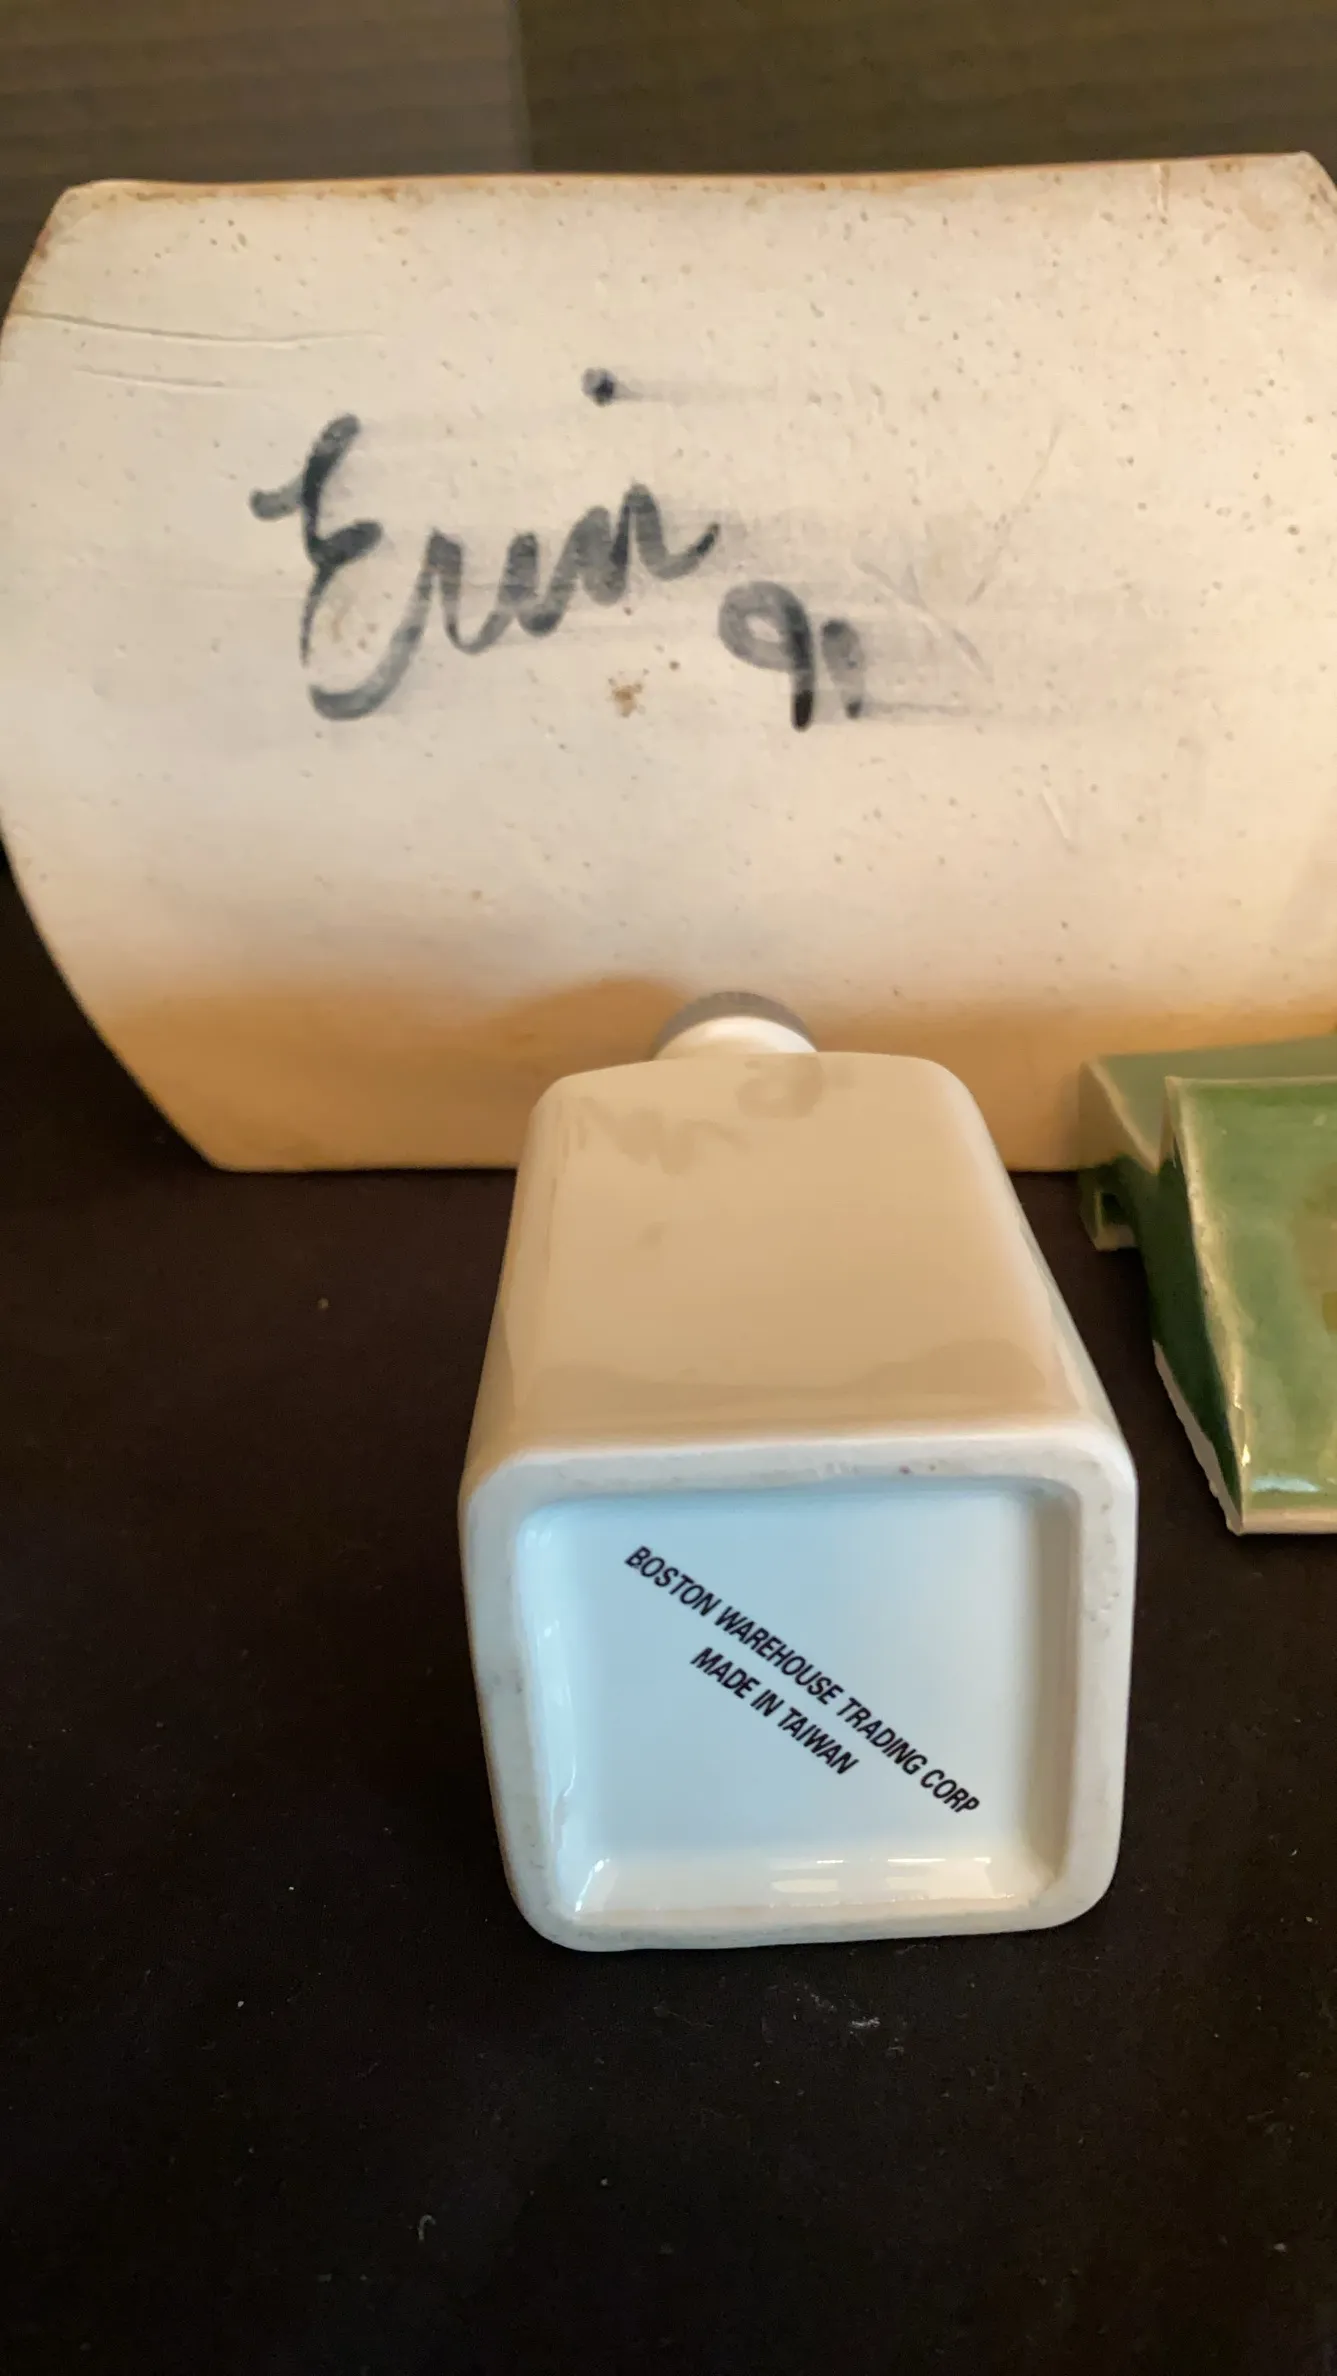 Erin
91
BOSTON WAREHOUSE TRADING CORP
MADE IN TAIWAN